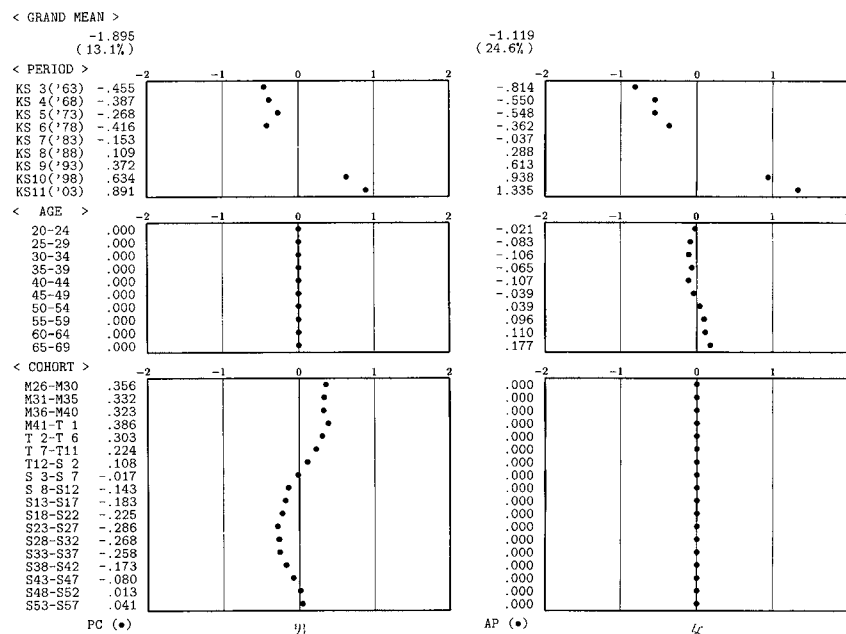 < GRAND MEAN >
-1.895 -1.119
(13.1%) (24.6%)
< PERIOD > -2 -1 0 1 2 -2 -1 0 1 2
KS 3('63) -.455 -.814
KS 4('68) -.387 -.550
KS 5('73) -.268 -.548
KS 6('78) -.416 -.362
KS 7('83) -.153 -.037
KS 8('88) .109 .288
KS 9('93) .372 .613
KS10('98) .634 .938
KS11('03) .891 1.335
< AGE > -2 -1 0 1 2 -2 -1 0 1 2
20-24 .000 -.021
25-29 .000 -.083
30-34 .000 -.106
35-39 .000 -.065
40-44 .000 -.107
45-49 .000 -.039
50-54 .000 .039
55-59 .000 .096
60-64 .000 .110
65-69 .000 .177
< COHORT > -2 -1 0 1 2 -2 -1 0 1 2
M26-M30 .356 .000
M31-M35 .332 .000
M36-M40 .323 .000
M41-T 1 .386 .000
T 2-T 6 .303 .000
T 7-T11 .224 .000
T12-S 2 .108 .000
S 3-S 7 -.017 .000
S 8-S12 -.143 .000
S13-S17 -.183 .000
S18-S22 -.225 .000
S23-S27 -.286 .000
S28-S32 -.268 .000
S33-S37 -.258 .000
S38-S42 -.173 .000
S43-S47 -.080 .000
S48-S52 .013 .000
S53-S57 .041 .000
PC (●) AP (●)